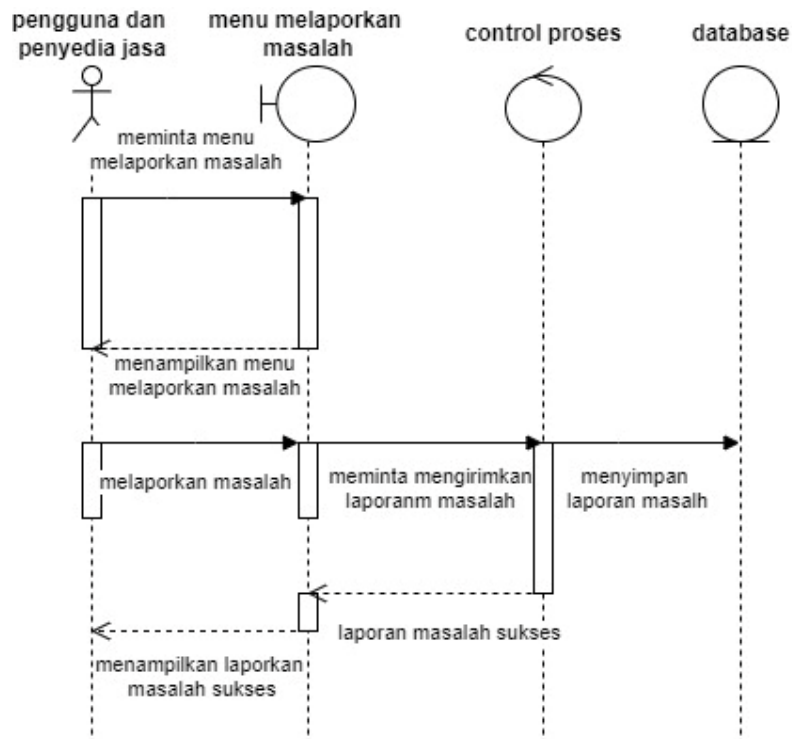 pengguna dan
penyedia jasa
menu melaporkan
masalah
control proses
database
meminta menu
melaporkan masalah
menampilkan menu
melaporkan masalah
melaporkan masalah
meminta mengirimkan
laporanm masalah
menyimpan
laporan masalh
laporan masalah sukses
menampilkan laporkan
masalah sukses